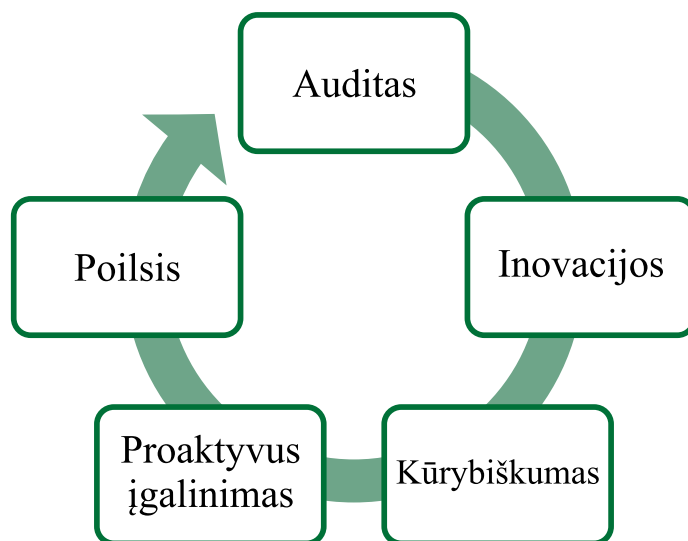 Auditas
Inovacijos
Kūrybiškumas
Proaktyvus
įgalinimas
Poilsis